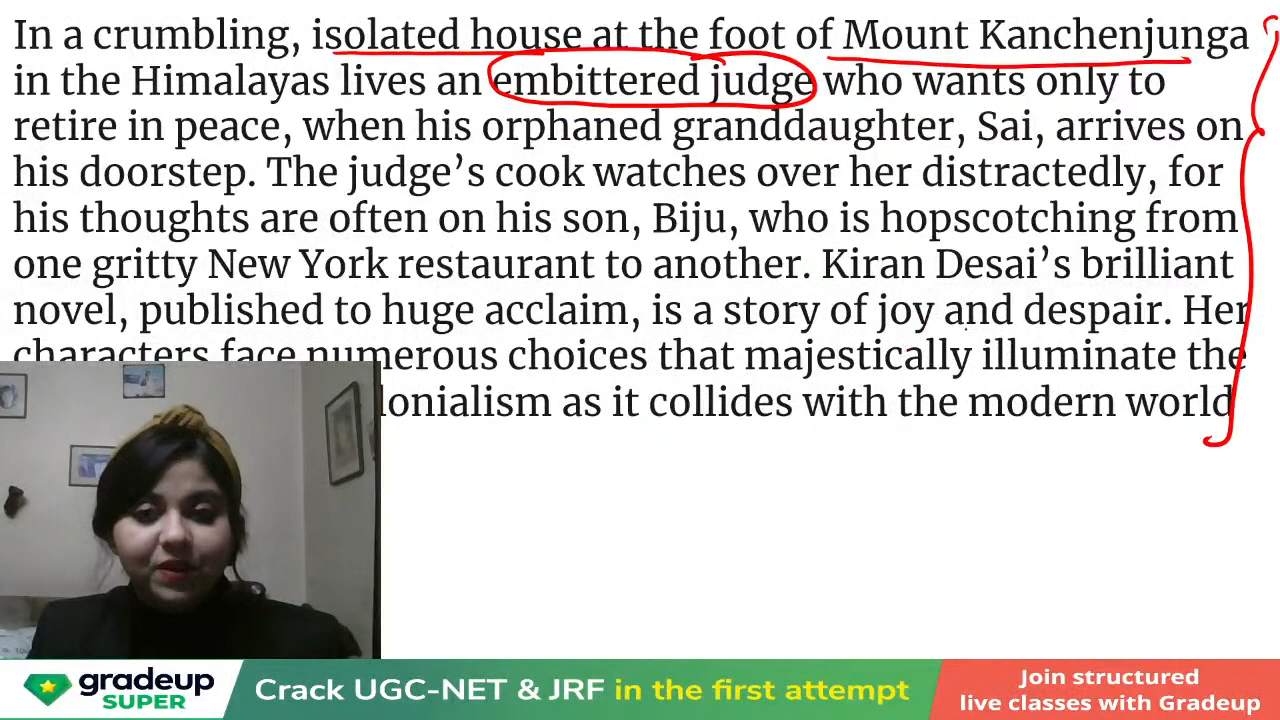 In a crumbling, isolated house at the foot of Mount Kanchenjunga
in the Himalayas lives an embittered judge who wants only to
retire in peace, when his orphaned granddaughter, Sai, arrives on
his doorstep. The judge’s cook watches over her distractedly, for
his thoughts are often on his son, Biju, who is hopscotching from
one gritty New York restaurant to another. Kiran Desai’s brilliant
novel, published to huge acclaim, is a story of joy and despair. Her
characters face numerous choices that majestically illuminate the
lonialism as it collides with the modern world
gradeup
SUPER
Crack UGC-NET & JRF in the first attempt
Join structured
live classes with Gradeup